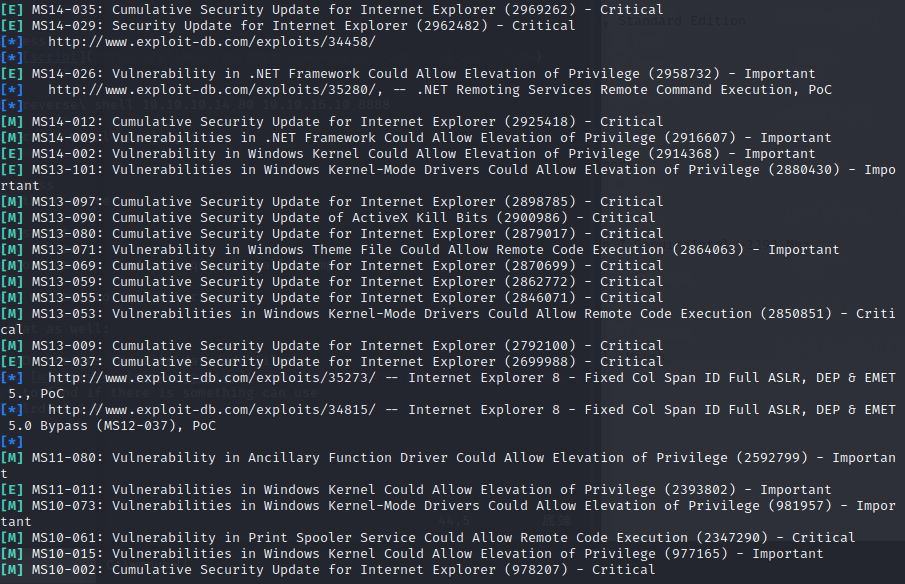 [E] MS14-035: Cumulative Security Update for Internet Explorer (2969262) - Critical
[E] MS14-029: Security Update for Internet Explorer (2962482) - Critical
[*]   http://www.exploit-db.com/exploits/34458/
[*]
[E] MS14-026: Vulnerability in .NET Framework Could Allow Elevation of Privilege (2958732) - Important
[*]   http://www.exploit-db.com/exploits/35280/, -- .NET Remoting Services Remote Command Execution, PoC
[*]
[M] MS14-012: Cumulative Security Update for Internet Explorer (2925418) - Critical
[M] MS14-009: Vulnerabilities in .NET Framework Could Allow Elevation of Privilege (2916607) - Important
[E] MS14-002: Vulnerability in Windows Kernel Could Allow Elevation of Privilege (2914368) - Important
[E] MS13-101: Vulnerabilities in Windows Kernel-Mode Drivers Could Allow Elevation of Privilege (2880430) - Impo
rtant
[M] MS13-097: Cumulative Security Update for Internet Explorer (2898785) - Critical
[M] MS13-090: Cumulative Security Update of ActiveX Kill Bits (2900986) - Critical
[M] MS13-080: Cumulative Security Update for Internet Explorer (2879017) - Critical
[M] MS13-071: Vulnerability in Windows Theme File Could Allow Remote Code Execution (2864063) - Important
[M] MS13-069: Cumulative Security Update for Internet Explorer (2870699) - Critical
[M] MS13-059: Cumulative Security Update for Internet Explorer (2862772) - Critical
[M] MS13-055: Cumulative Security Update for Internet Explorer (2846071) - Critical
[M] MS13-053: Vulnerabilities in Windows Kernel-Mode Drivers Could Allow Remote Code Execution (2850851) - Criti
cal
[M] MS13-009: Cumulative Security Update for Internet Explorer (2792100) - Critical
[E] MS12-037: Cumulative Security Update for Internet Explorer (2699988) - Critical
[*]   http://www.exploit-db.com/exploits/35273/ -- Internet Explorer 8 - Fixed Col Span ID Full ASLR, DEP & EMET
 5., PoC
[*]   http://www.exploit-db.com/exploits/34815/ -- Internet Explorer 8 - Fixed Col Span ID Full ASLR, DEP & EMET
 5.0 Bypass (MS12-037), PoC
[*]
[M] MS11-080: Vulnerability in Ancillary Function Driver Could Allow Elevation of Privilege (2592799) - Importan
t
[E] MS11-011: Vulnerabilities in Windows Kernel Could Allow Elevation of Privilege (2393802) - Important
[M] MS10-073: Vulnerabilities in Windows Kernel-Mode Drivers Could Allow Elevation of Privilege (981957) - Impor
tant
[M] MS10-061: Vulnerability in Print Spooler Service Could Allow Remote Code Execution (2347290) - Critical
[M] MS10-015: Vulnerabilities in Windows Kernel Could Allow Elevation of Privilege (977165) - Important
[M] MS10-002: Cumulative Security Update for Internet Explorer (978207) - Critical